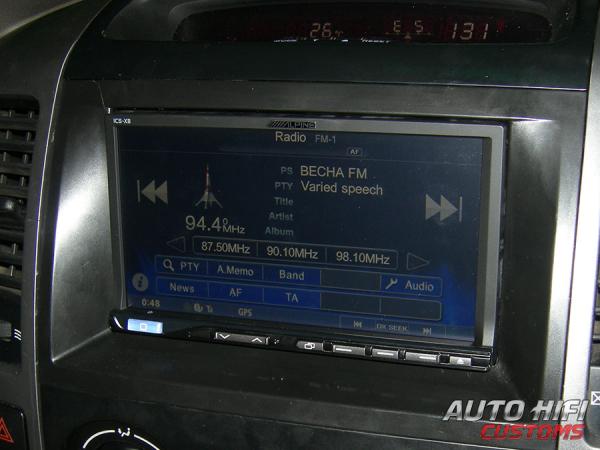 26°C E S 131
ICS-X8 ALPINE
Radio FM-1
AF
PS BECHA FM
PTY Varied speech
Title
Artist
Album
94.40 MHz
87.50MHz 90.10MHz 98.10MHz
PTY A.Memo Band Audio
News AF TA
0:48 GPS
DX SEEK
AUTO HIFI
CUSTOMS